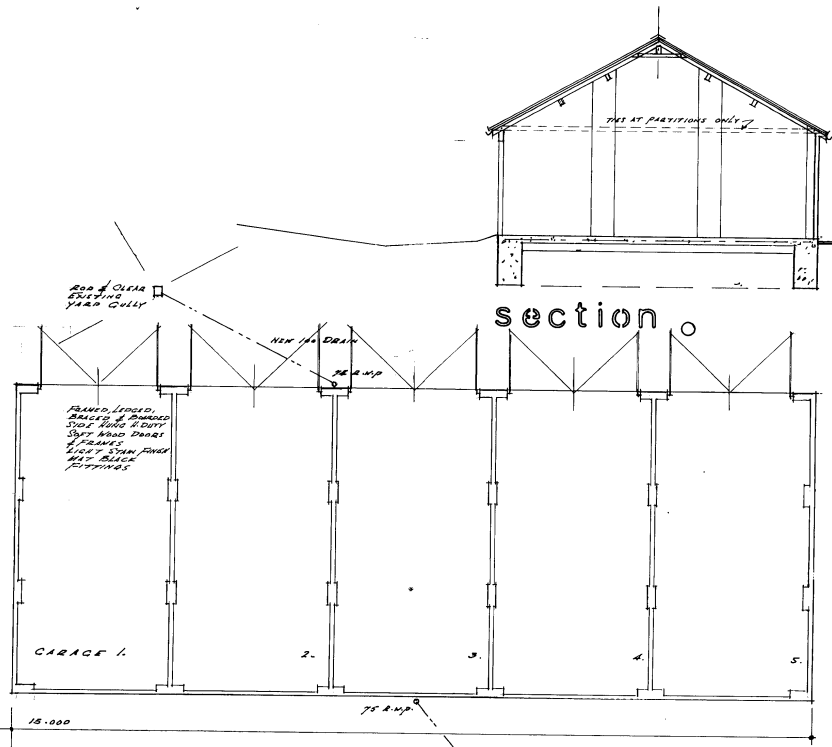 TIES AT PARTITIONS ONLY
ROD & CLEAR
EXISTING
YARD GULLY
section
NEW 100 DRAIN
75 R.W.P
FRAMED, LEDGED,
BRACED & BOARDED
SIDE HUNG H. DUTY
SOFT WOOD DOORS
& FRAMES
LIGHT STAIN FINISH
MAT BLACK
FITTINGS
GARAGE 1.
2-
3.
4.
5.
75 R.W.P.
15.000